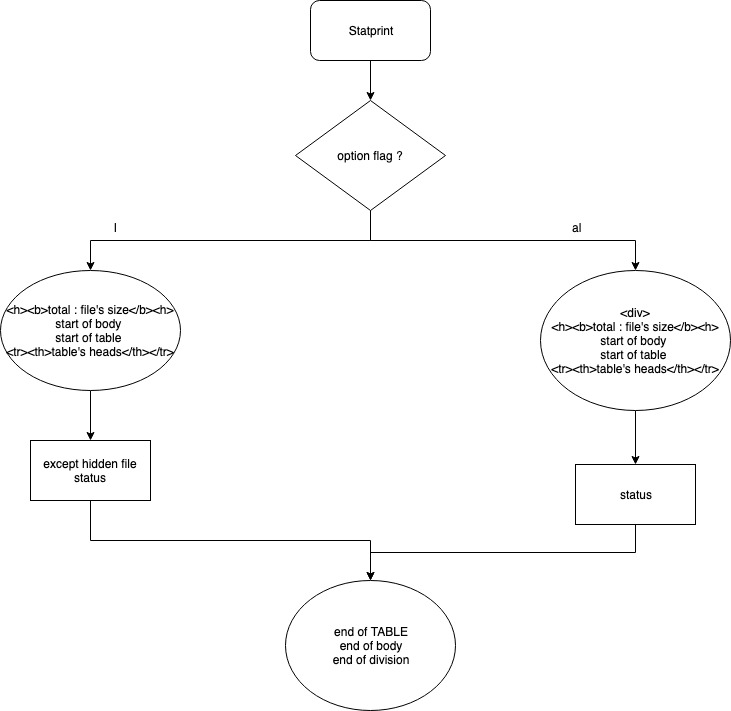 Statprint
option flag ?
l
al
<h><b>total : file's size</b><h>
start of body
start of table
<tr><th>table's heads</th></tr>
<div>
<h><b>total : file's size</b><h>
start of body
start of table
<tr><th>table's heads</th></tr>
except hidden file
status
status
end of TABLE
end of body
end of division